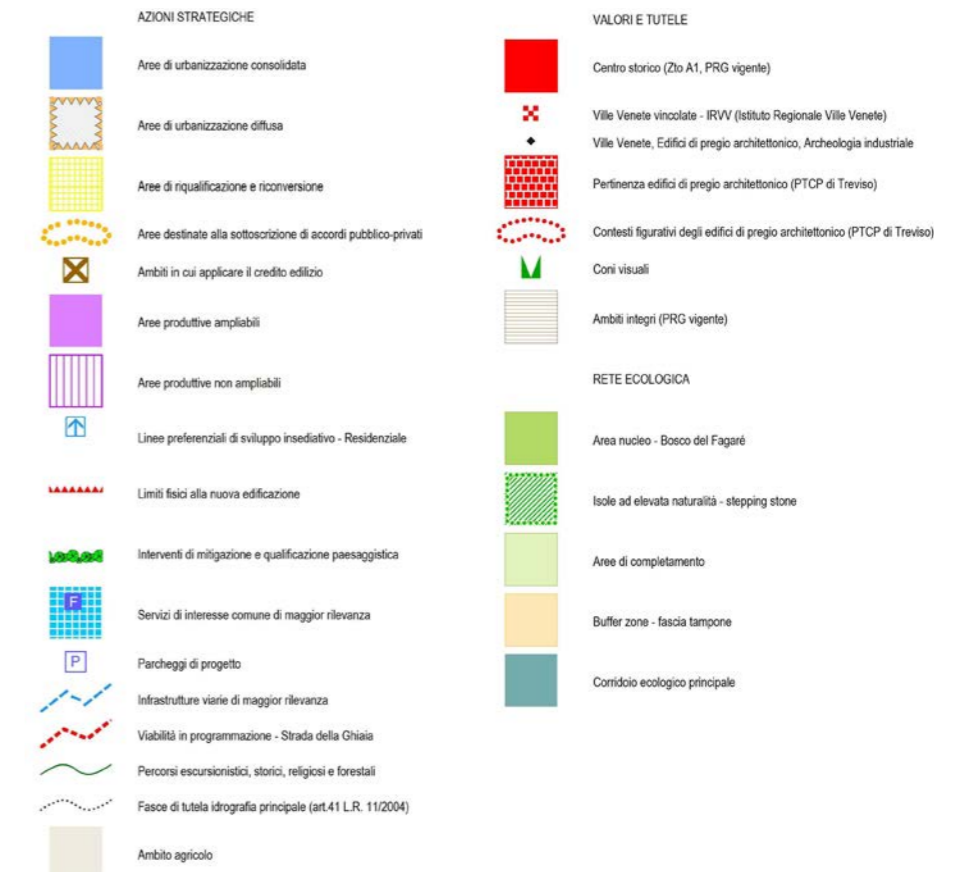 AZIONI STRATEGICHE
Aree di urbanizzazione consolidata
Aree di urbanizzazione diffusa
Aree di riqualificazione e riconversione
Aree destinate alla sottoscrizione di accordi pubblico-privati
Ambiti in cui applicare il credito edilizio
Aree produttive ampliabili
Aree produttive non ampliabili
Linee preferenziali di sviluppo insediativo - Residenziale
Limiti fisici alla nuova edificazione
Interventi di mitigazione e qualificazione paesaggistica
F
Servizi di interesse comune di maggior rilevanza
P
Parcheggi di progetto
Infrastrutture viarie di maggior rilevanza
Viabilità in programmazione - Strada della Ghiaia
Percorsi escursionistici, storici, religiosi e forestali
Fasce di tutela idrografia principale (art.41 L.R. 11/2004)
Ambito agricolo
VALORI E TUTELE
Centro storico (Zto A1, PRG vigente)
Ville Venete vincolate - IRVV (Istituto Regionale Ville Venete)
Ville Venete, Edifici di pregio architettonico, Archeologia industriale
Pertinenza edifici di pregio architettonico (PTCP di Treviso)
Contesti figurativi degli edifici di pregio architettonico (PTCP di Treviso)
Coni visuali
Ambiti integri (PRG vigente)
RETE ECOLOGICA
Area nucleo - Bosco del Fagaré
Isole ad elevata naturalità - stepping stone
Aree di completamento
Buffer zone - fascia tampone
Corridoio ecologico principale